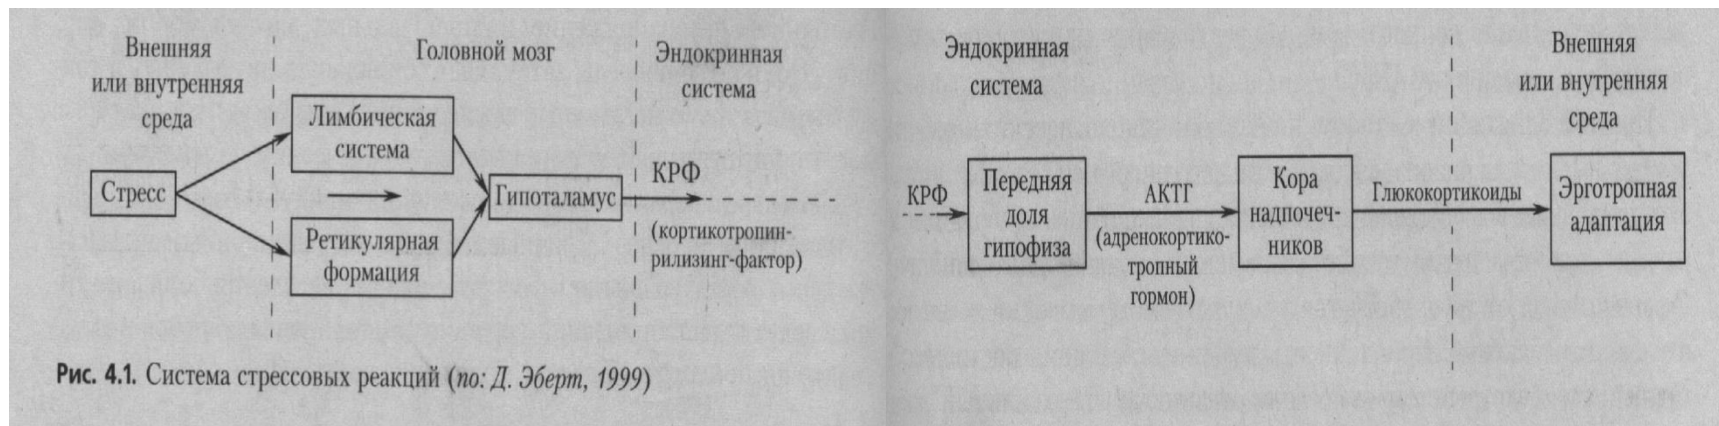 Внешняя
или внутренняя
среда
Головной мозг
Эндокринная
система
Лимбическая
система
Стресс
Гипоталамус
КРФ
Ретикулярная
формация
(кортикотропин-
рилизинг-фактор)
Эндокринная
система
Внешняя
или внутренняя
среда
КРФ
Передняя
доля
гипофиза
АКТГ
(адренокортико-
тропный
гормон)
Кора
надпочеч-
ников
Глюкокортикоиды
Эрготропная
адаптация
Рис. 4.1. Система стрессовых реакций (по: Д. Эберт, 1999)